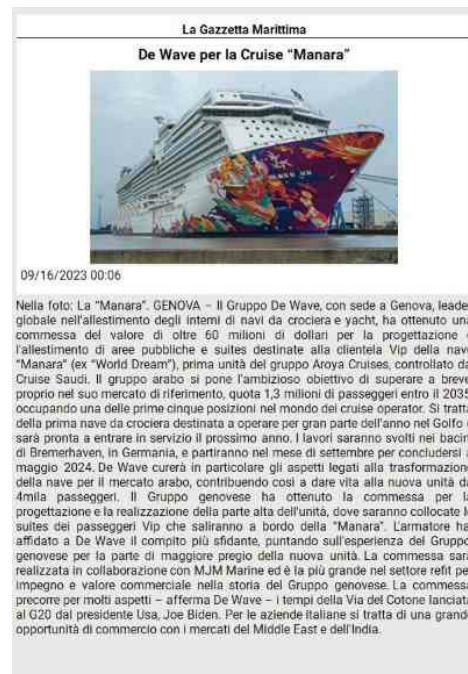 La Gazzetta Marittima
De Wave per la Cruise “Manara”
09/16/2023 00:06
Nella foto: La “Manara”. GENOVA – Il Gruppo De Wave, con sede a Genova, leade
globale nell'allestimento degli interni di navi da crociera e yacht, ha ottenuto una
commessa del valore di oltre 60 milioni di dollari per la progettazione e
l'allestimento di aree pubbliche e suites destinate alla clientela Vip della nave
“Manara” (ex “World Dream”), prima unità del gruppo Aroya Cruises, controllato da
Cruise Saudi. Il gruppo arabo si pone l'ambizioso obiettivo di superare a breve
proprio nel suo mercato di riferimento, quota 1,3 milioni di passegeri entro il 2035
occupando una delle prime cinque posizioni nel mondo dei cruise operator. Si tratta
della prima nave da crociera destinata a operare per gran parte dell'anno nel Golfo e
sarà pronta a entrare in servizio il prossimo anno. I lavori saranno svolti nei bacin
di Bremerhaven, in Germania, e partiranno nel mese di settembre per concludersi a
maggio 2024. De Wave curerà in particolare gli aspetti legati alla trasformazione
della nave per il mercato arabo, contribuendo così a dare vita alla nuova unità da
4mila passeggeri. Il Gruppo genovese ha ottenuto la commessa per la
progettazione e la realizzazione della parte alta dell'unità, dove saranno collocate le
suites dei passeggeri Vip che saliranno a bordo della “Manara”. L'armatore ha
affidato a De Wave il compito più sfidante, puntando sull'esperienza del Gruppo
genovese per la parte di maggiore pregio della nuova unità. La commessa sarà
realizzata in collaborazione con MJM Marine ed è la più grande nel settore refit per
impegno e valore commerciale nella storia del Gruppo genovese. La commessa
precorre per molti aspetti – afferma De Wave – i tempi della Via del Cotone lanciata
al G20 dal presidente Usa, Joe Biden. Per le aziende italiane si tratta di una grande
opportunità di commercio con i mercati del Middle East e dell'India.